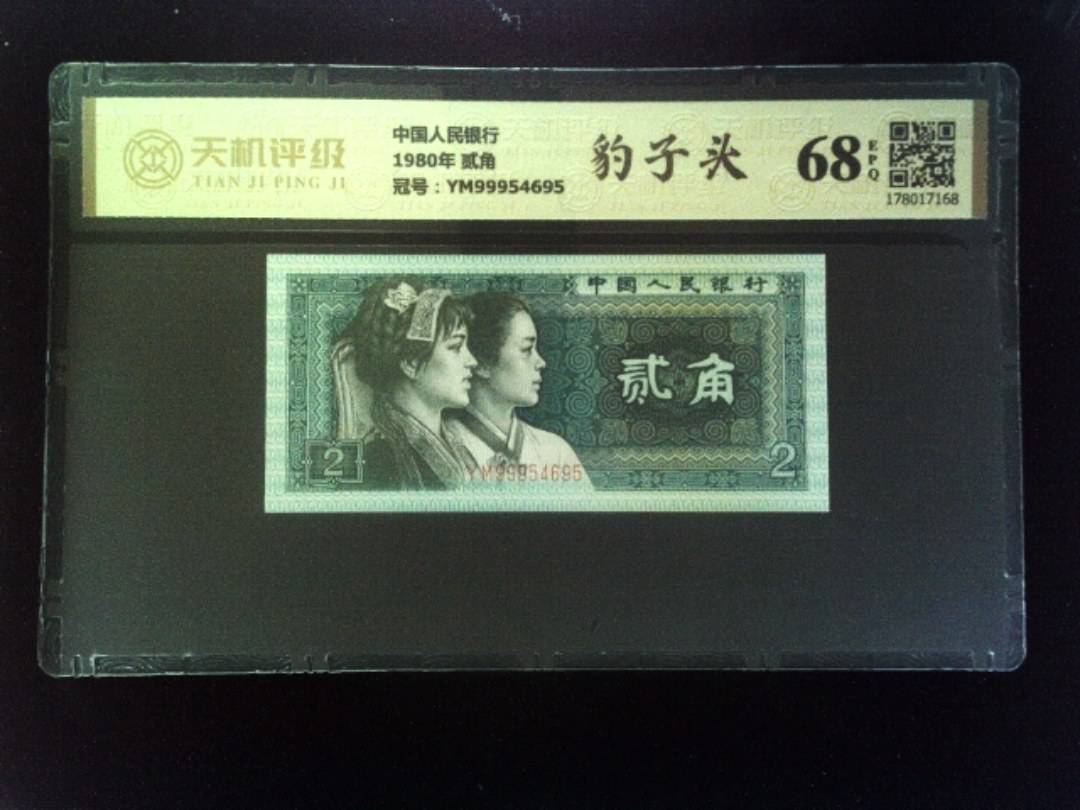 天机评级
TIAN JI PING JI
中国人民银行
1980年 贰角
冠号：YM99954695
豹子头
68
EPQ
178017168
中国人民银行
贰角
2
YM99954695
2